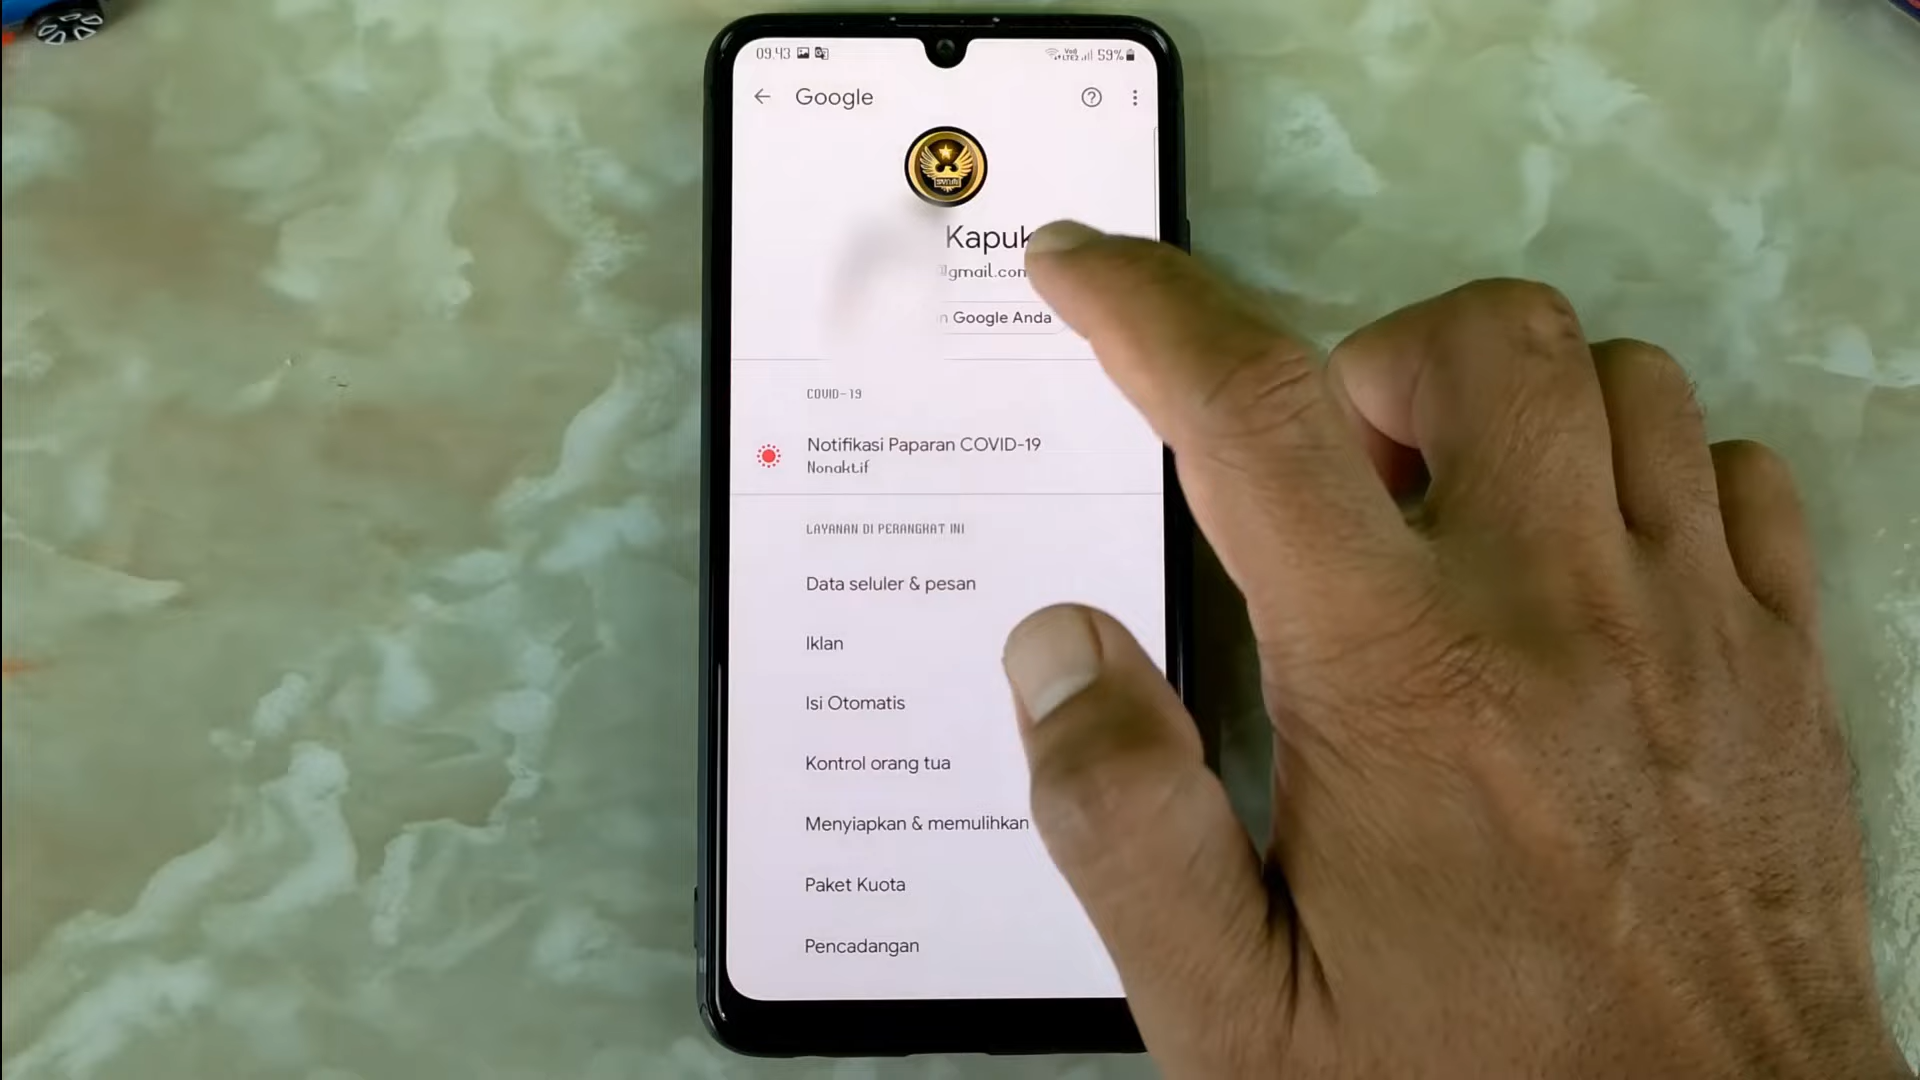 09.43 59%
Google
Kapuk
gmail.com
Google Anda
COVID-19
Notifikasi Paparan COVID-19
Nonaktif
LAYANAN DI PERANGKAT INI
Data seluler & pesan
Iklan
Isi Otomatis
Kontrol orang tua
Menyiapkan & memulihkan
Paket Kuota
Pencadangan